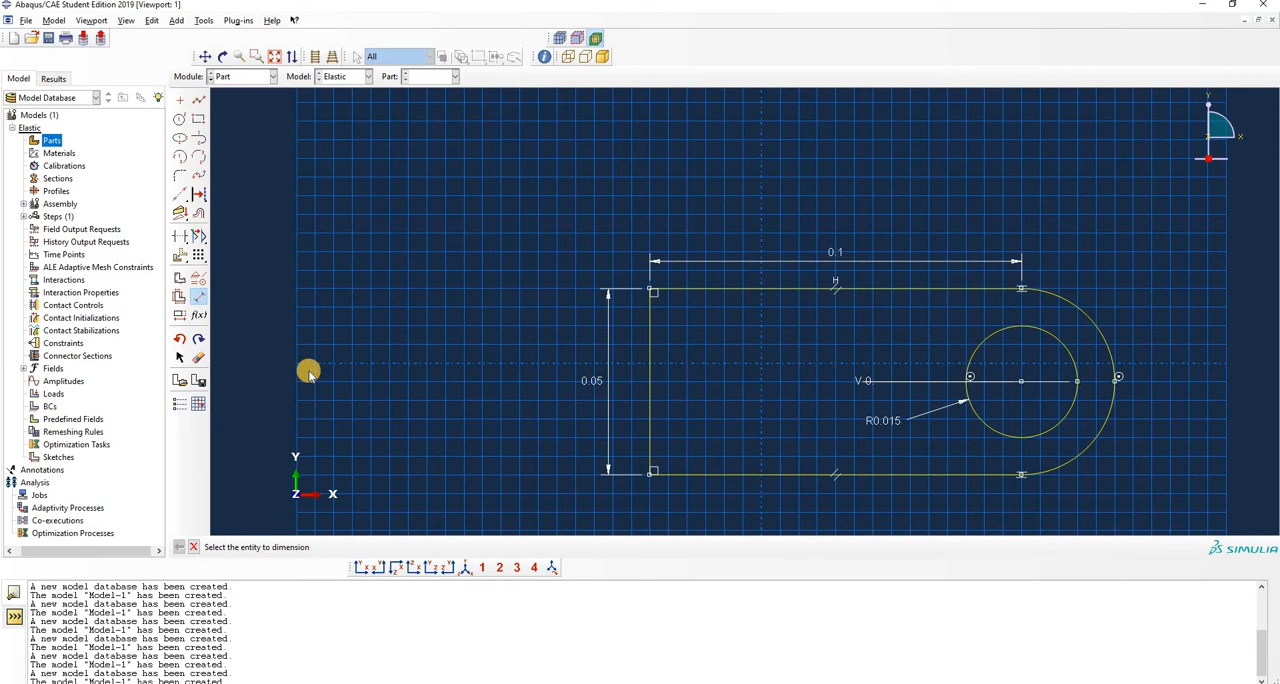 Abaqus/CAE Student Edition 2019 [Viewport: 1]
File Model Viewport View Edit Add Tools Plug-ins Help
All
Model Results Module: Part Model: Elastic Part:
Model Database
Models (1)
Elastic
Parts
Materials
Calibrations
Sections
Profiles
Assembly
Steps (1)
Field Output Requests
History Output Requests
Time Points
ALE Adaptive Mesh Constraints
Interactions
Interaction Properties
Contact Controls
Contact Initializations
Contact Stabilizations
Constraints
Connector Sections
Fields
Amplitudes
Loads
BCs
Predefined Fields
Remeshing Rules
Optimization Tasks
Sketches
Annotations
Analysis
Jobs
Adaptivity Processes
Co-executions
Optimization Processes
f(x)
Y
X
0.1
H
0.05
V 0
R0.015
Y
Z X
Select the entity to dimension
SIMULIA
1 2 3 4
A new model database has been created.
The model "Model-1" has been created.
A new model database has been created.
The model "Model-1" has been created.
A new model database has been created.
The model "Model-1" has been created.
A new model database has been created.
The model "Model-1" has been created.
A new model database has been created.
The model "Model-1" has been created.
A new model database has been created.
The model "Model-1" has been created.